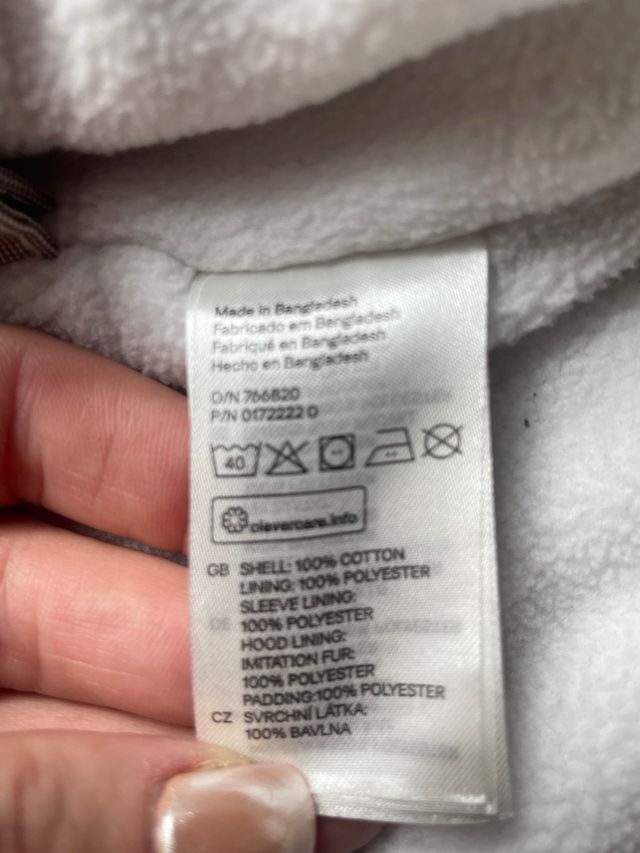 Made in Bangladesh
Fabricado em Bangladesh
Fabriqué en Bangladesh
Hecho en Bangladesh
O/N 766820
P/N 0172222 0
40
clevercare.info
GB SHELL: 100% COTTON
LINING: 100% POLYESTER
SLEEVE LINING:
100% POLYESTER
HOOD LINING:
IMITATION FUR:
100% POLYESTER
PADDING:100% POLYESTER
CZ SVRCHNÍ LÁTKA:
100% BAVLNA